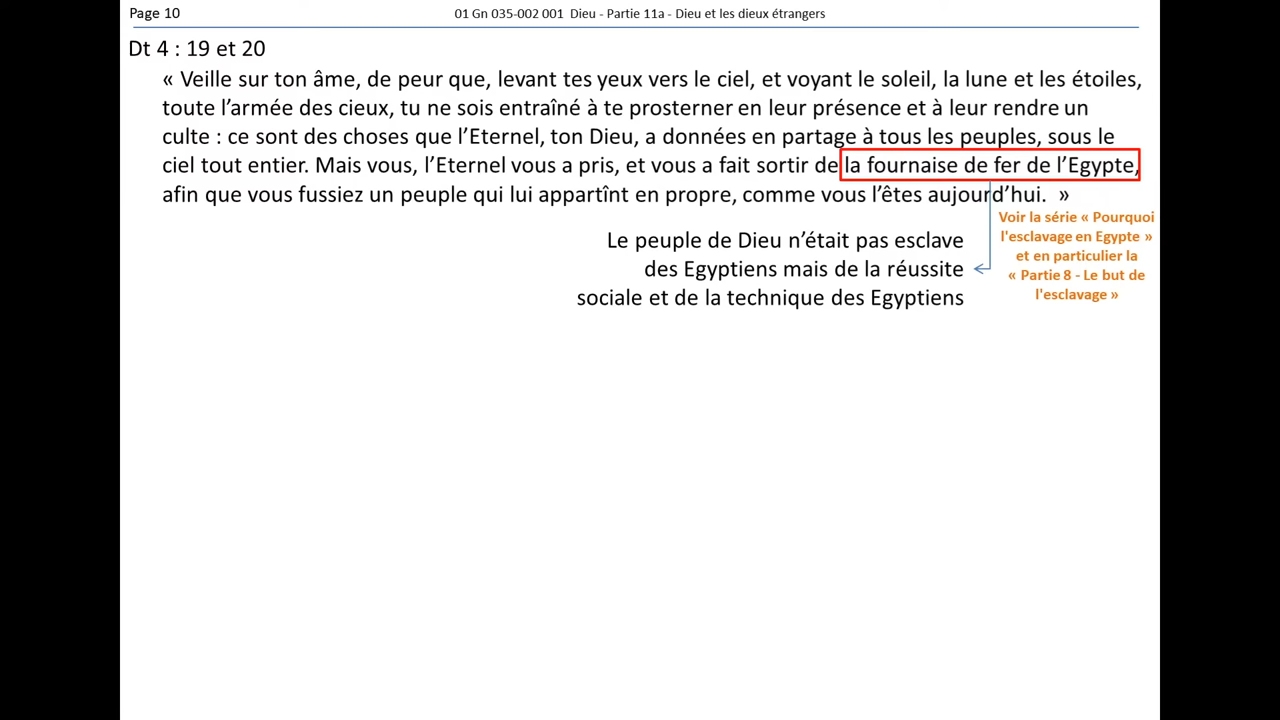 Page 10
01 Gn 035-002 001  Dieu - Partie 11a - Dieu et les dieux étrangers
Dt 4 : 19 et 20
« Veille sur ton âme, de peur que, levant tes yeux vers le ciel, et voyant le soleil, la lune et les étoiles,
toute l’armée des cieux, tu ne sois entraîné à te prosterner en leur présence et à leur rendre un
culte : ce sont des choses que l’Eternel, ton Dieu, a données en partage à tous les peuples, sous le
ciel tout entier. Mais vous, l’Eternel vous a pris, et vous a fait sortir de la fournaise de fer de l’Egypte,
afin que vous fussiez un peuple qui lui appartînt en propre, comme vous l’êtes aujourd’hui.  »
Le peuple de Dieu n’était pas esclave
des Egyptiens mais de la réussite
sociale et de la technique des Egyptiens
Voir la série « Pourquoi
l'esclavage en Egypte »
et en particulier la
« Partie 8 - Le but de
l'esclavage »